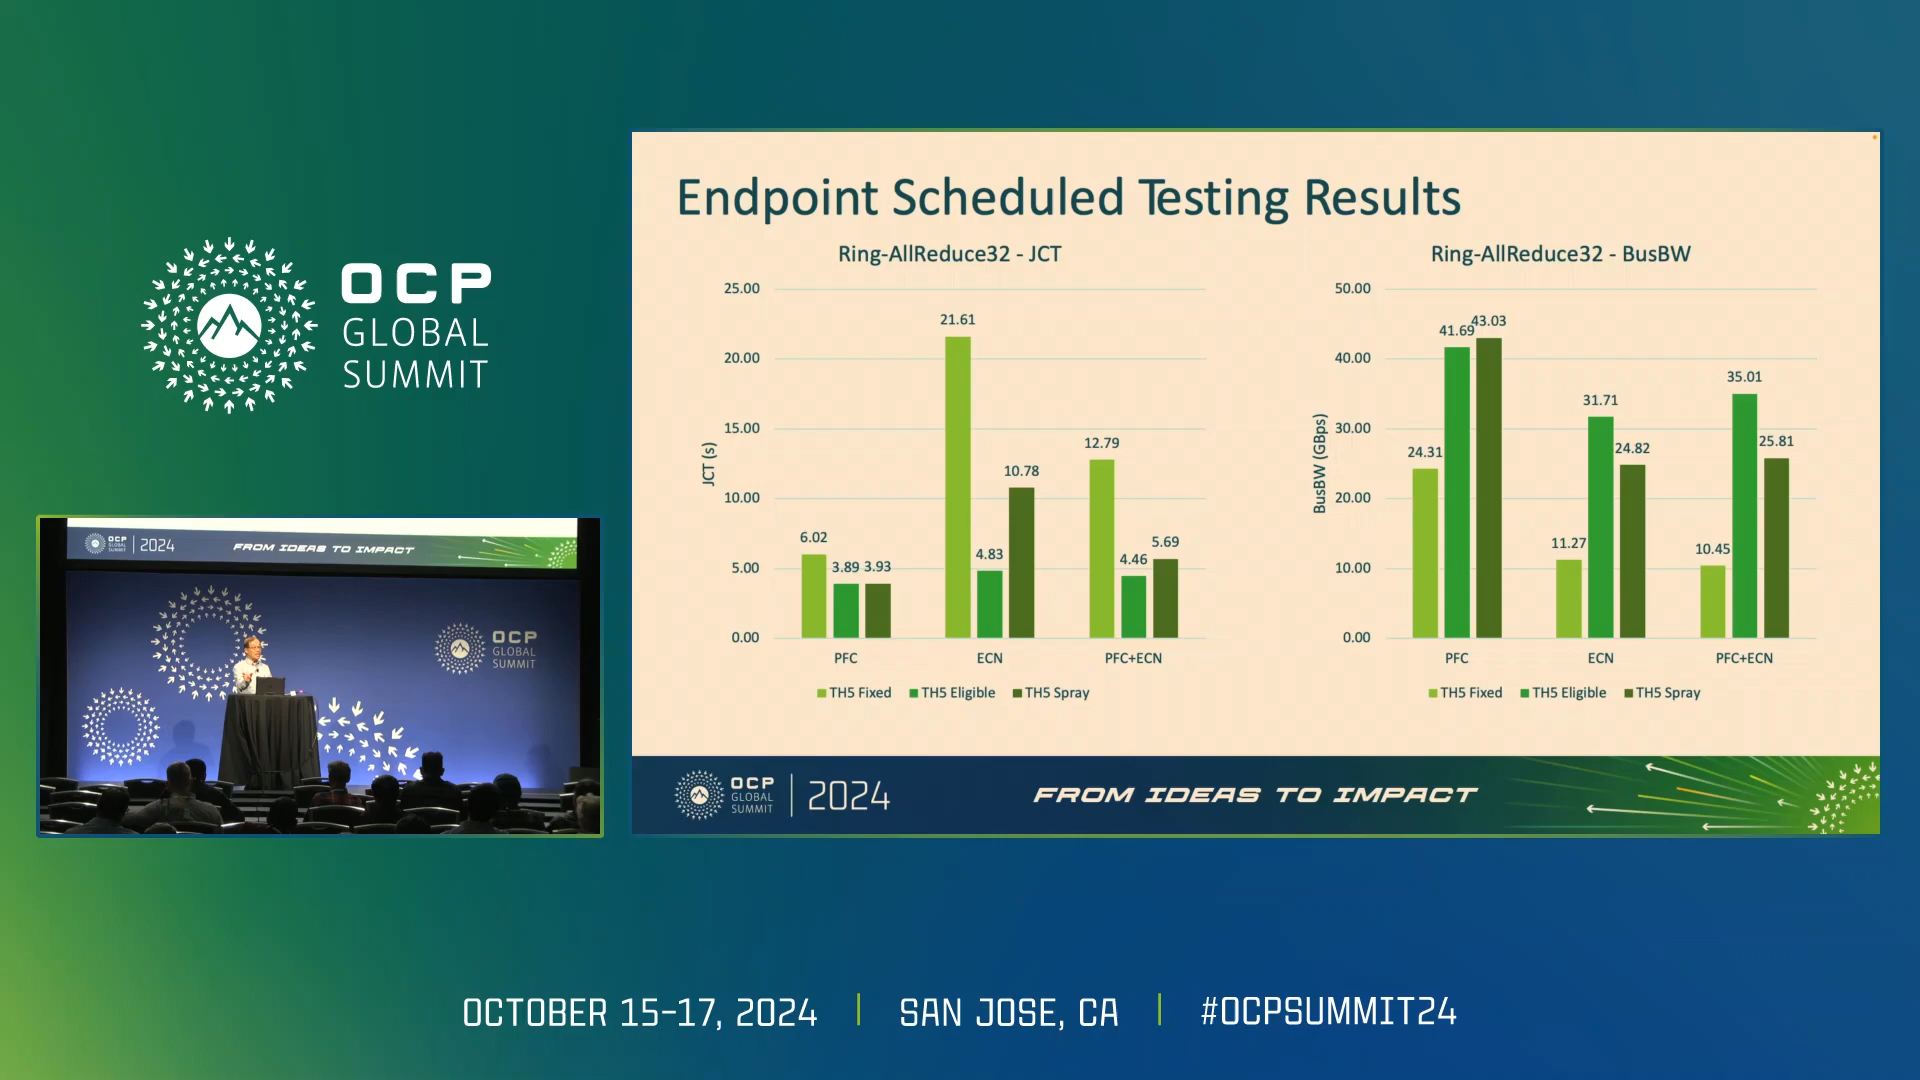 OCP
GLOBAL
SUMMIT
OCP
GLOBAL
SUMMIT
2024
FROM IDEAS TO IMPACT
OCP
GLOBAL
SUMMIT
Endpoint Scheduled Testing Results
Ring-AllReduce32 - JCT
25.00
20.00
15.00
10.00
5.00
0.00
JCT (s)
6.02
3.89
3.93
21.61
4.83
10.78
12.79
4.46
5.69
PFC
ECN
PFC+ECN
TH5 Fixed
TH5 Eligible
TH5 Spray
Ring-AllReduce32 - BusBW
50.00
40.00
30.00
20.00
10.00
0.00
BusBW (GBps)
24.31
41.69
43.03
11.27
31.71
24.82
10.45
35.01
25.81
PFC
ECN
PFC+ECN
TH5 Fixed
TH5 Eligible
TH5 Spray
OCP
GLOBAL
SUMMIT
2024
FROM IDEAS TO IMPACT
OCTOBER 15-17, 2024
SAN JOSE, CA
#OCPSUMMIT24